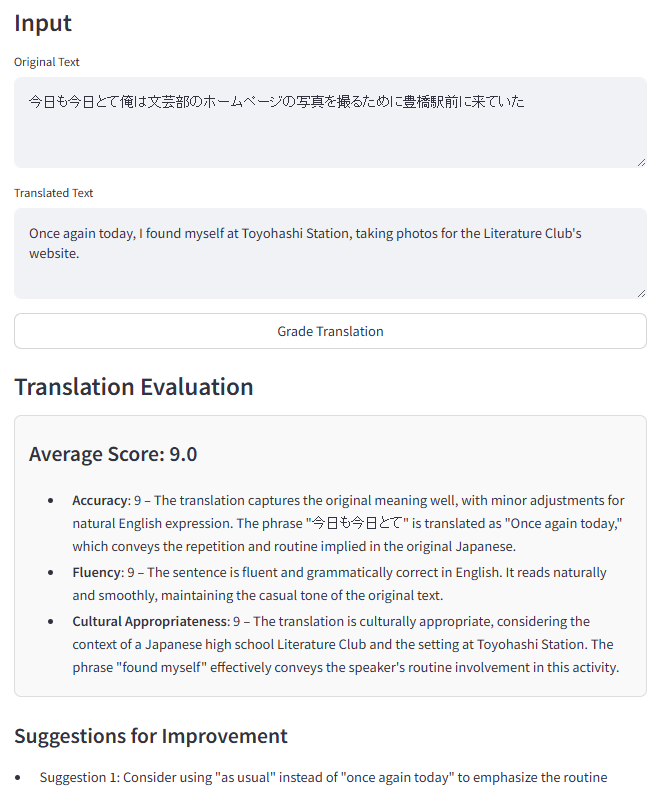 Input
Original Text
今日も今日とて俺は文芸部のホームページの写真を撮るために豊橋駅前に来ていた
Translated Text
Once again today, I found myself at Toyohashi Station, taking photos for the Literature Club's
website.
Grade Translation
Translation Evaluation
Average Score: 9.0
• Accuracy: 9 – The translation captures the original meaning well, with minor adjustments for
natural English expression. The phrase "今日も今日とて" is translated as "Once again today,"
which conveys the repetition and routine implied in the original Japanese.
• Fluency: 9 – The sentence is fluent and grammatically correct in English. It reads naturally
and smoothly, maintaining the casual tone of the original text.
• Cultural Appropriateness: 9 – The translation is culturally appropriate, considering the
context of a Japanese high school Literature Club and the setting at Toyohashi Station. The
phrase "found myself" effectively conveys the speaker's routine involvement in this activity.
Suggestions for Improvement
• Suggestion 1: Consider using "as usual" instead of "once again today" to emphasize the routine